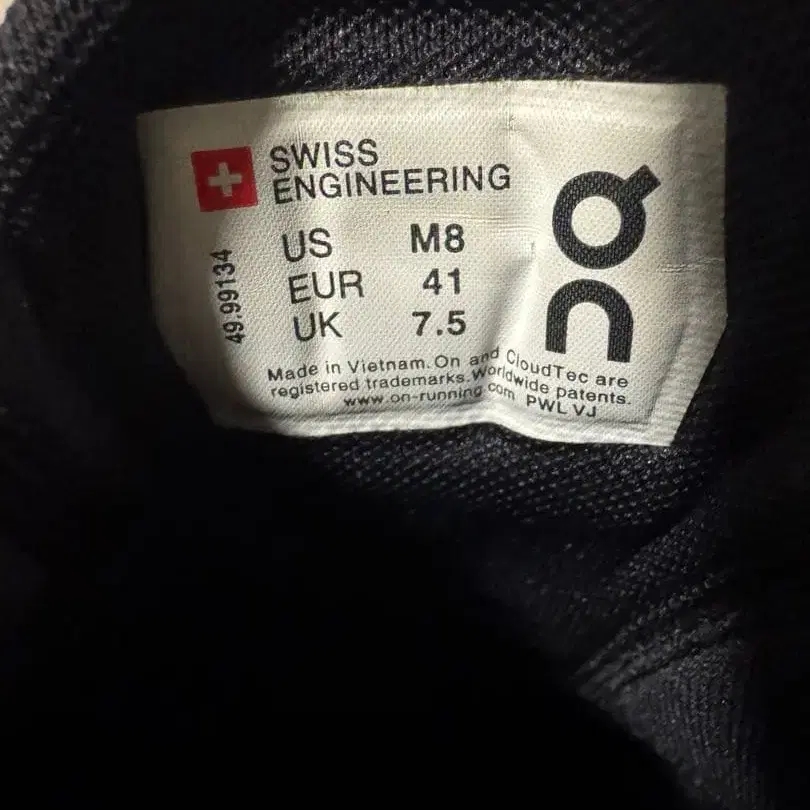 SWISS
ENGINEERING
US M8
EUR 41
UK 7.5
49.99134
Made in Vietnam. On and CloudTec are
registered trademarks. Worldwide patents.
www.on-running.com PWL VJ
On